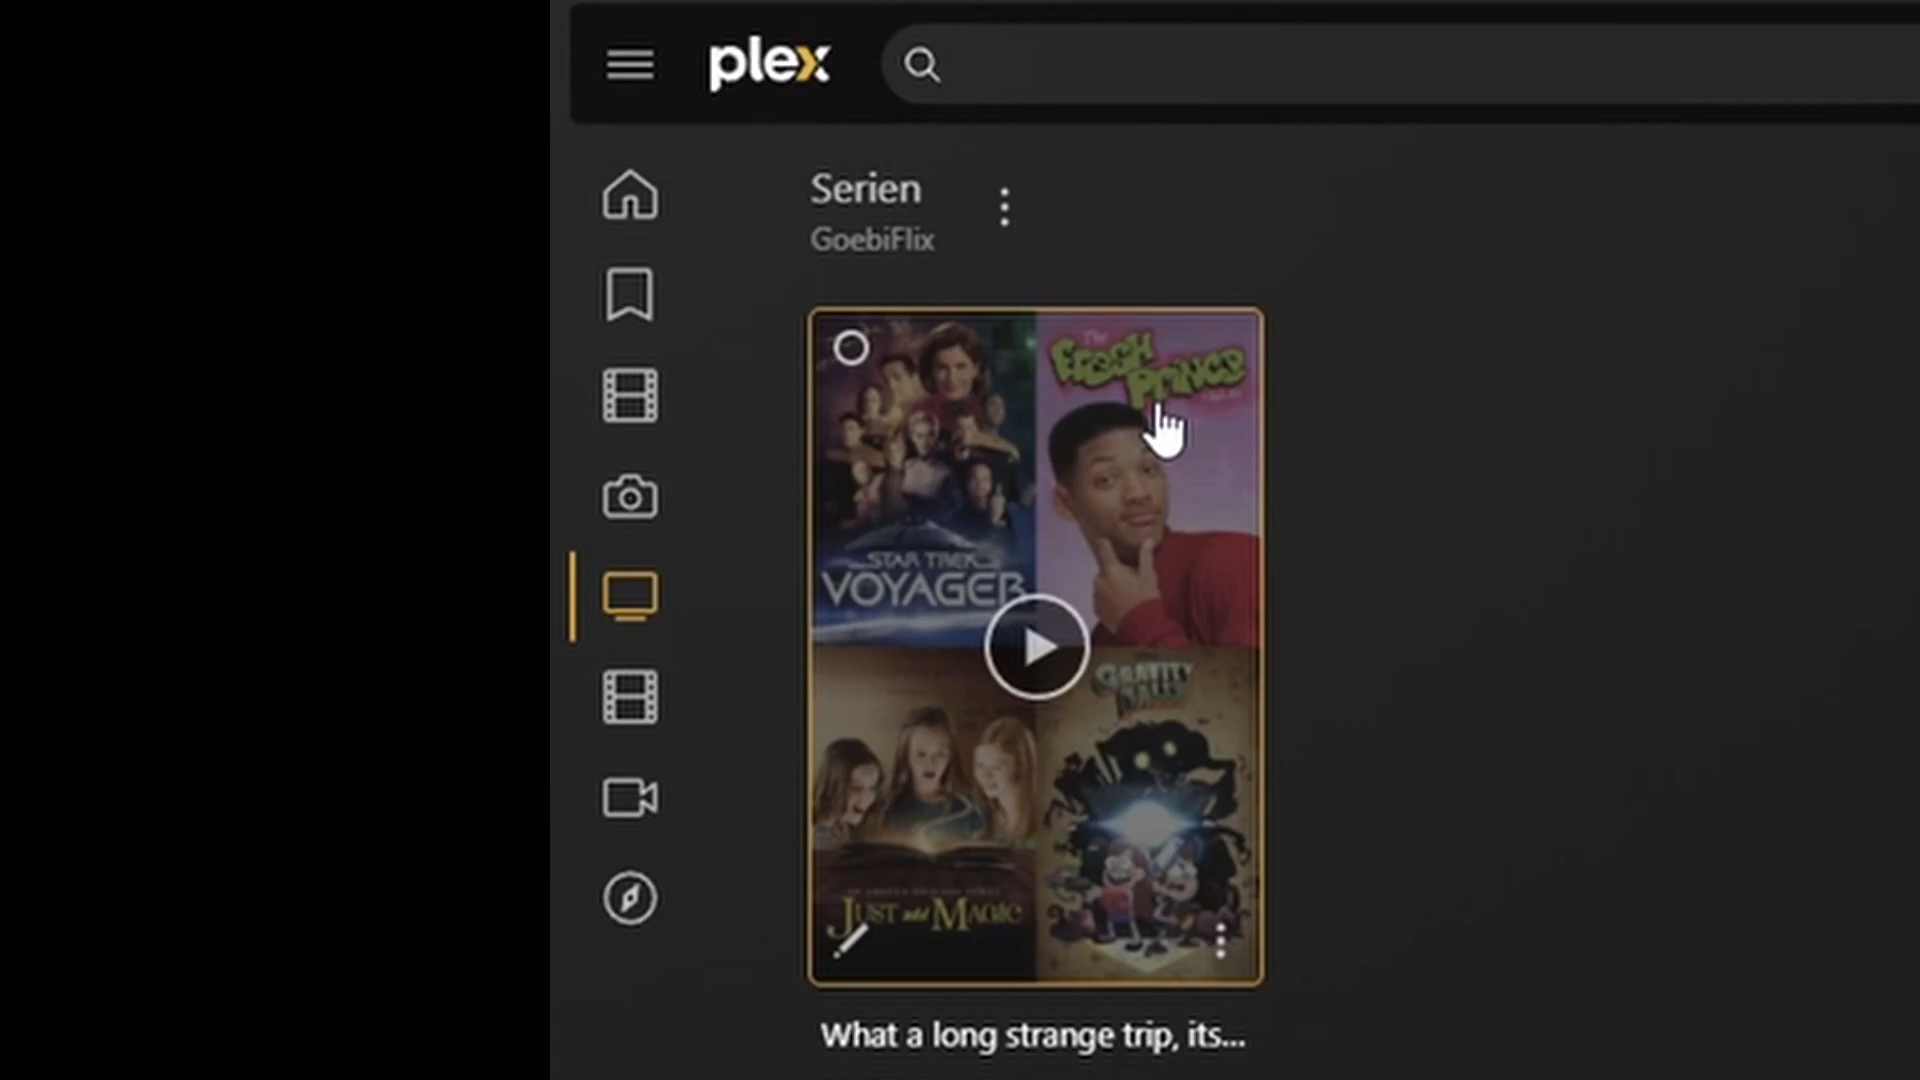 plex
Serien
GoebiFlix
The
Fresh
Prince
STAR TREK
VOYAGER
GRAVITY
FALLS
JUST add MAGIC
What a long strange trip, its...